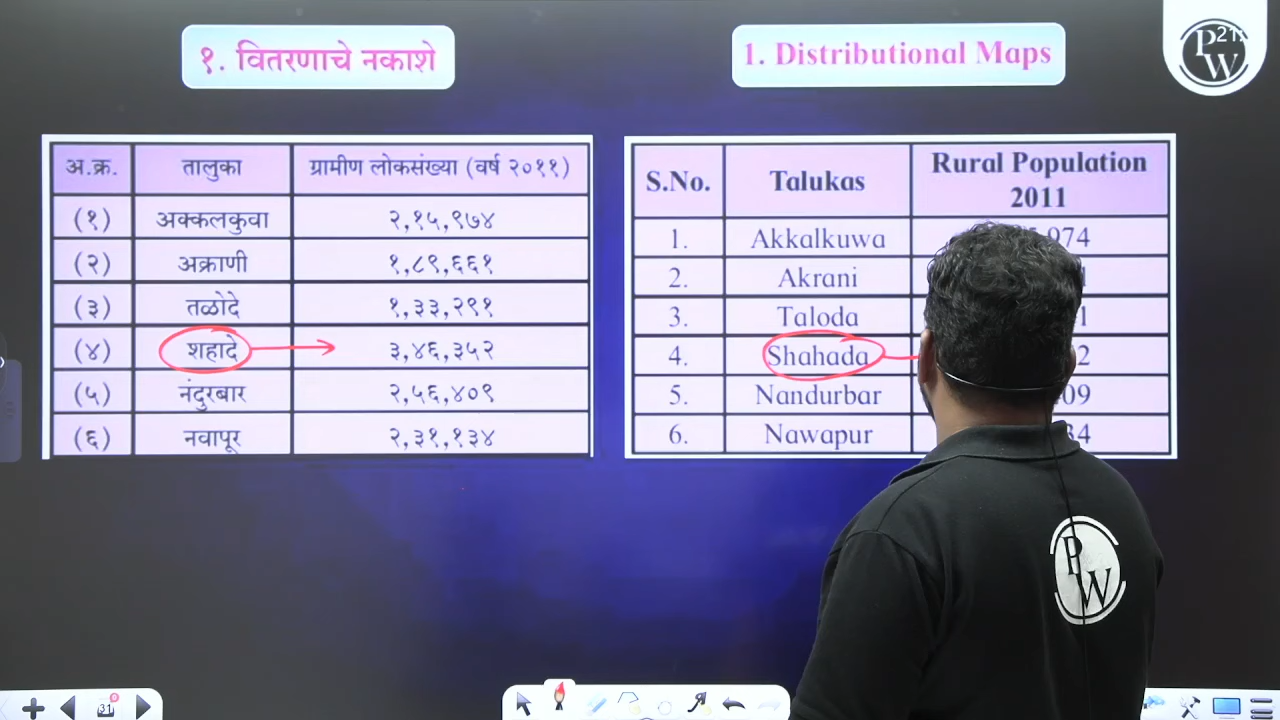 १. वितरणाचे नकाशे
1. Distributional Maps
PW
अ.क्र. तालुका ग्रामीण लोकसंख्या (वर्ष २०११)
(१) अक्कलकुवा २,१५,९७४
(२) अक्राणी १,८९,६६१
(३) तळोदे १,३३,२९१
(४) शहादे ३,४६,३५२
(५) नंदुरबार २,५६,४०९
(६) नवापूर २,३१,१३४
S.No. Talukas Rural Population
2011
1. Akkalkuwa 974
2. Akrani
3. Taloda 1
4. Shahada 2
5. Nandurbar 09
6. Nawapur 34
PW
31